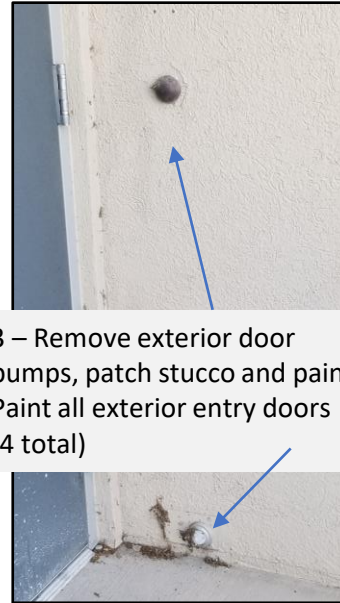 3 – Remove exterior door
bumps, patch stucco and pain
Paint all exterior entry doors
4 total)